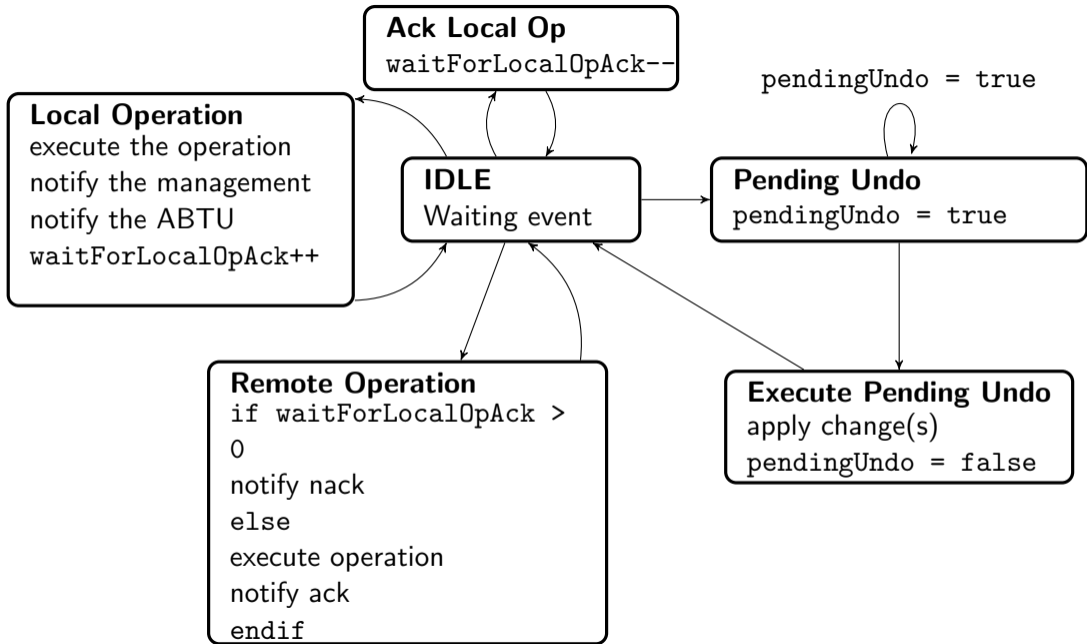 Ack Local Op
waitForLocalOpAck--
pendingUndo = true
Local Operation
execute the operation
notify the management
notify the ABTU
waitForLocalOpAck++
IDLE
Waiting event
Pending Undo
pendingUndo = true
Remote Operation
if waitForLocalOpAck >
0
notify nack
else
execute operation
notify ack
endif
Execute Pending Undo
apply change(s)
pendingUndo = false